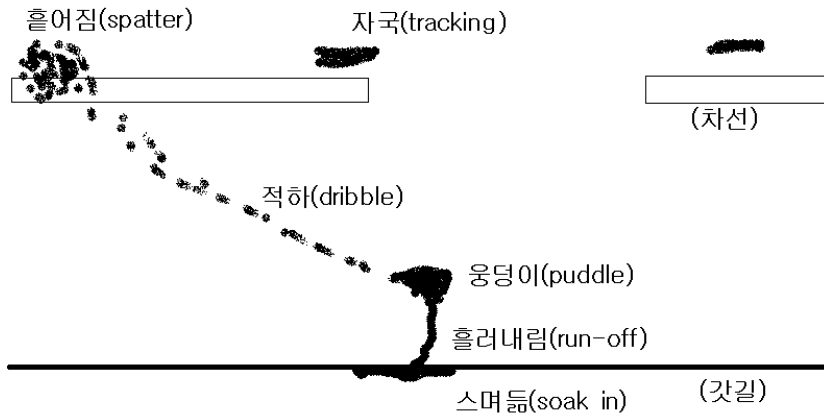 흩어짐(spatter)
자국(tracking)
(차선)
적하(dribble)
웅덩이(puddle)
흘러내림(run-off)
스며듦(soak in)
(갓길)